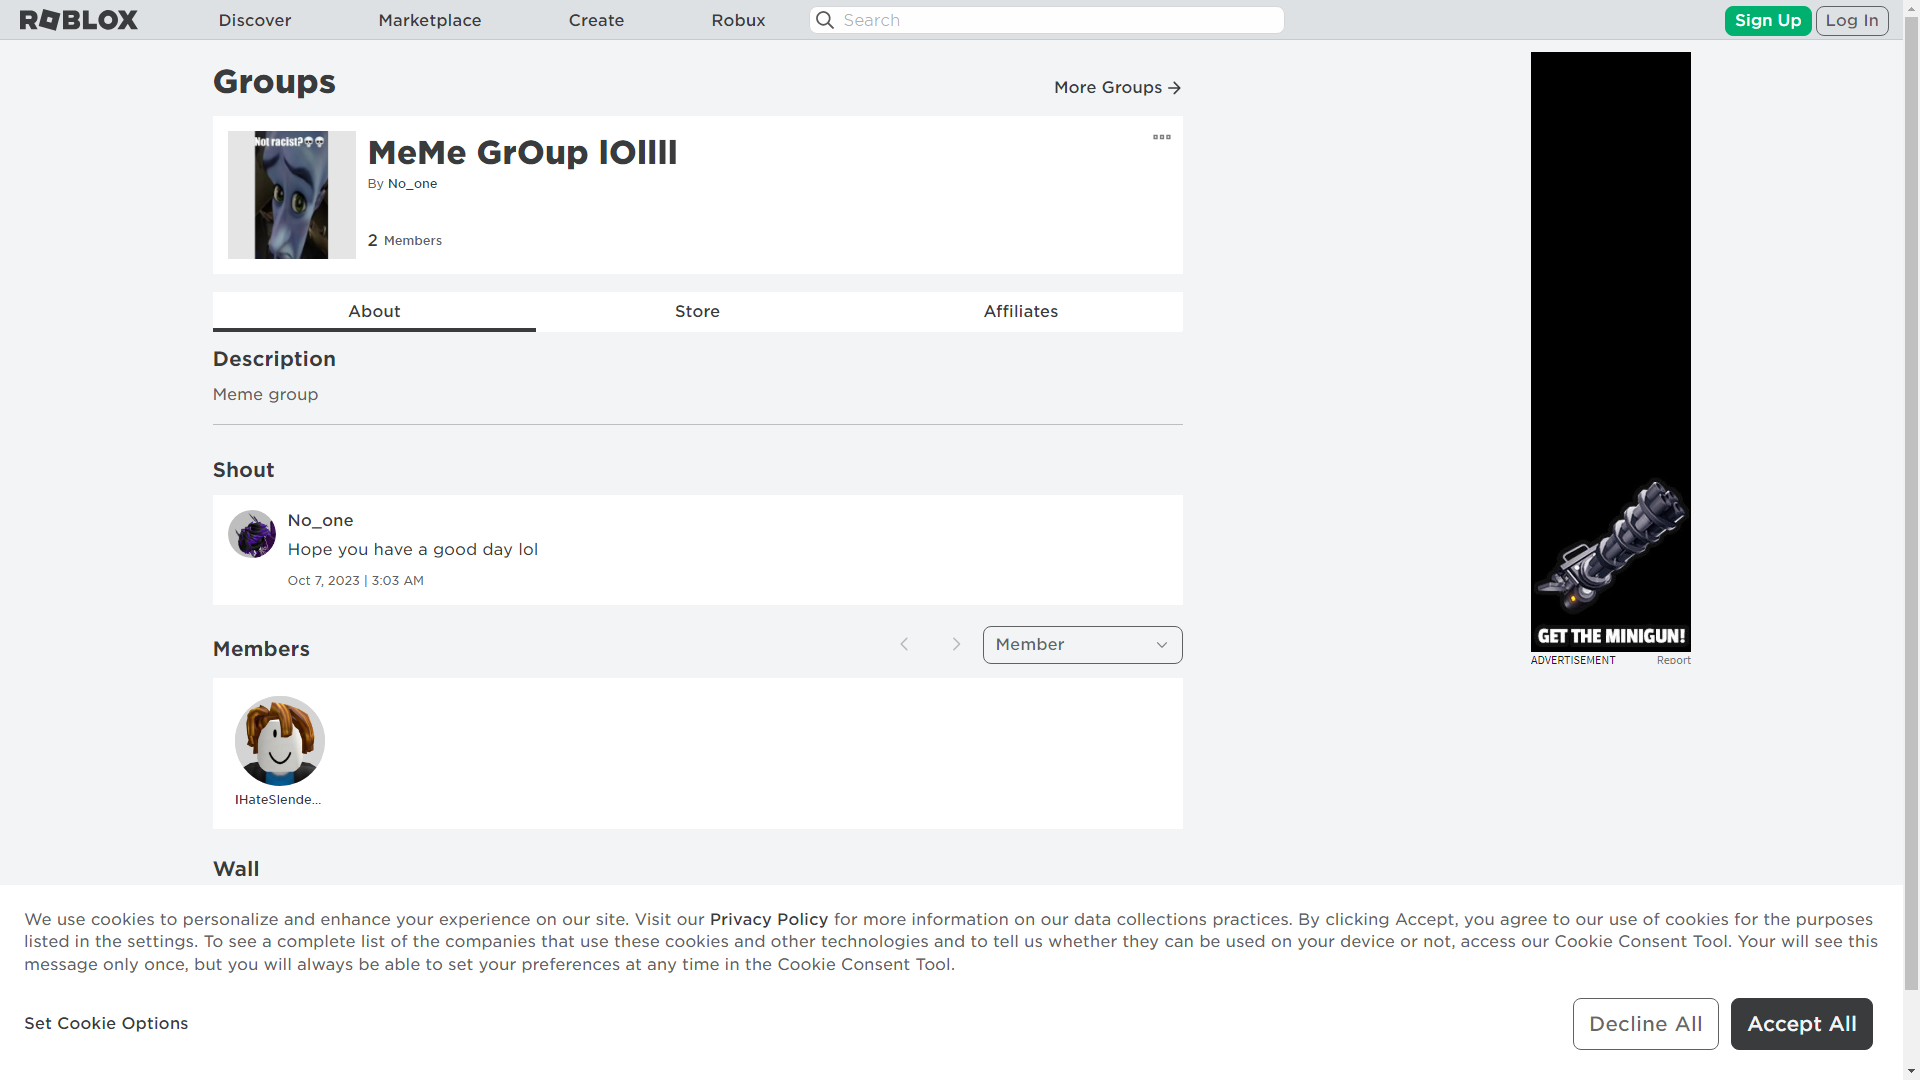 ROBLOX
Discover
Marketplace
Create
Robux
Search
Sign Up
Log In
Groups
More Groups
Not racist?💀💀
MeMe GrOup lOllll
By No_one
2 Members
About
Store
Affiliates
Description
Meme group
Shout
No_one
Hope you have a good day lol
Oct 7, 2023 | 3:03 AM
Members
Member
IHateSlende...
Wall
GET THE MINIGUN!
ADVERTISEMENT
Report
We use cookies to personalize and enhance your experience on our site. Visit our Privacy Policy for more information on our data collections practices. By clicking Accept, you agree to our use of cookies for the purposes
listed in the settings. To see a complete list of the companies that use these cookies and other technologies and to tell us whether they can be used on your device or not, access our Cookie Consent Tool. Your will see this
message only once, but you will always be able to set your preferences at any time in the Cookie Consent Tool.
Set Cookie Options
Decline All
Accept All